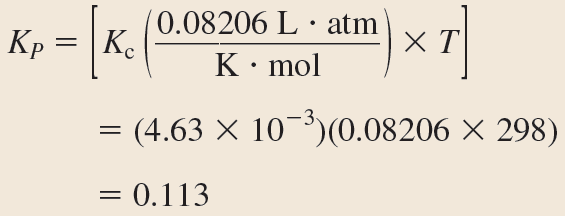 K_P = [K_c (0.08206 L · atm / K · mol) × T]
= (4.63 × 10⁻³)(0.08206 × 298)
= 0.113